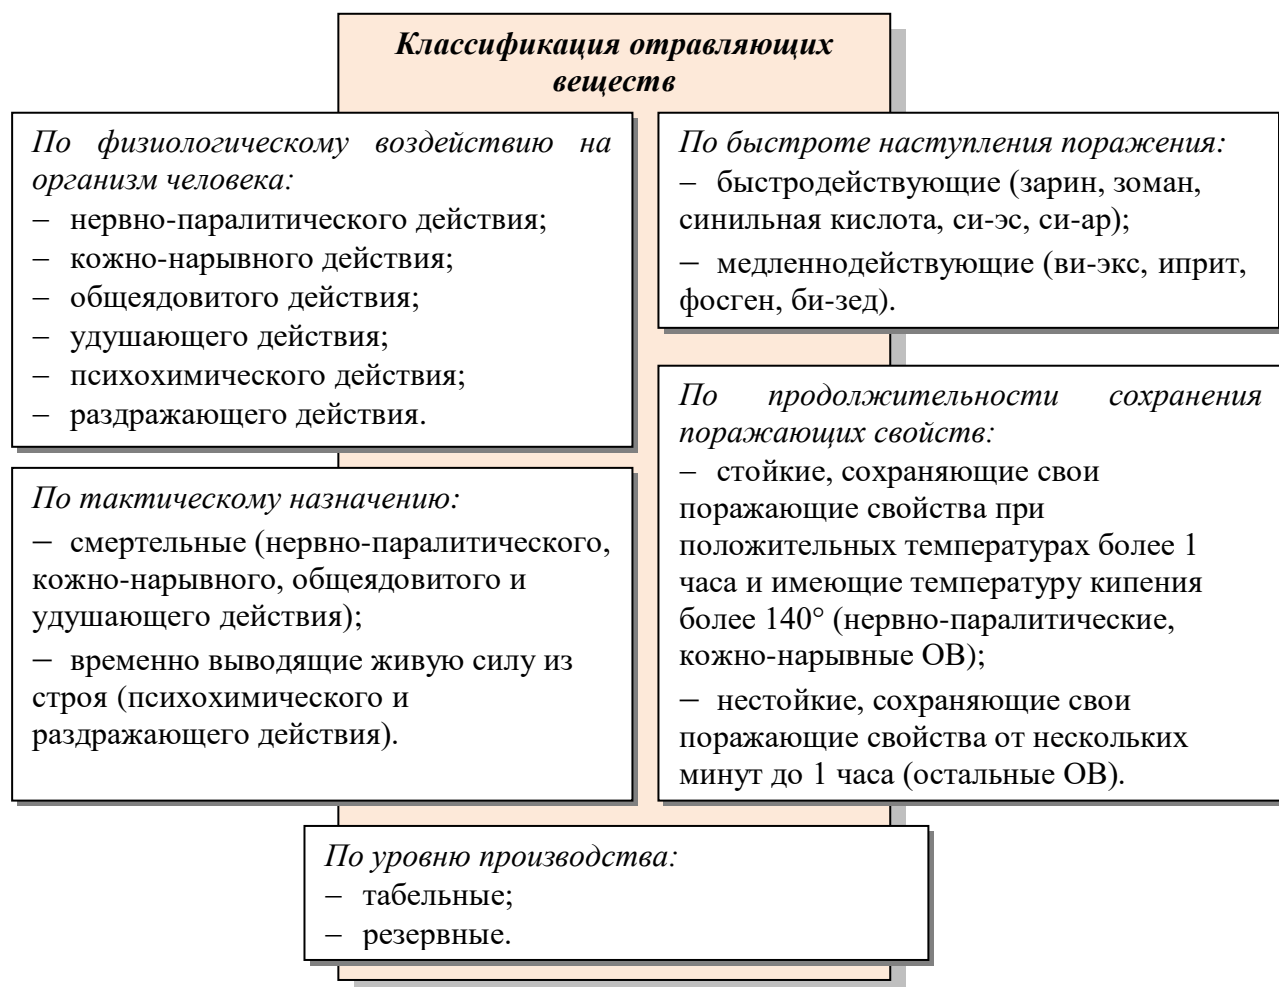 Классификация отравляющих
веществ
По физиологическому воздействию на
организм человека:
– нервно-паралитического действия;
– кожно-нарывного действия;
– общеядовитого действия;
– удушающего действия;
– психохимического действия;
– раздражающего действия.
По тактическому назначению:
– смертельные (нервно-паралитического,
кожно-нарывного, общеядовитого и
удушающего действия);
– временно выводящие живую силу из
строя (психохимического и
раздражающего действия).
По быстроте наступления поражения:
– быстродействующие (зарин, зоман,
синильная кислота, си-эс, си-ар);
– медленнодействующие (ви-экс, иприт,
фосген, би-зед).
По продолжительности сохранения
поражающих свойств:
– стойкие, сохраняющие свои
поражающие свойства при
положительных температурах более 1
часа и имеющие температуру кипения
более 140° (нервно-паралитические,
кожно-нарывные ОВ);
– нестойкие, сохраняющие свои
поражающие свойства от нескольких
минут до 1 часа (остальные ОВ).
По уровню производства:
– табельные;
– резервные.